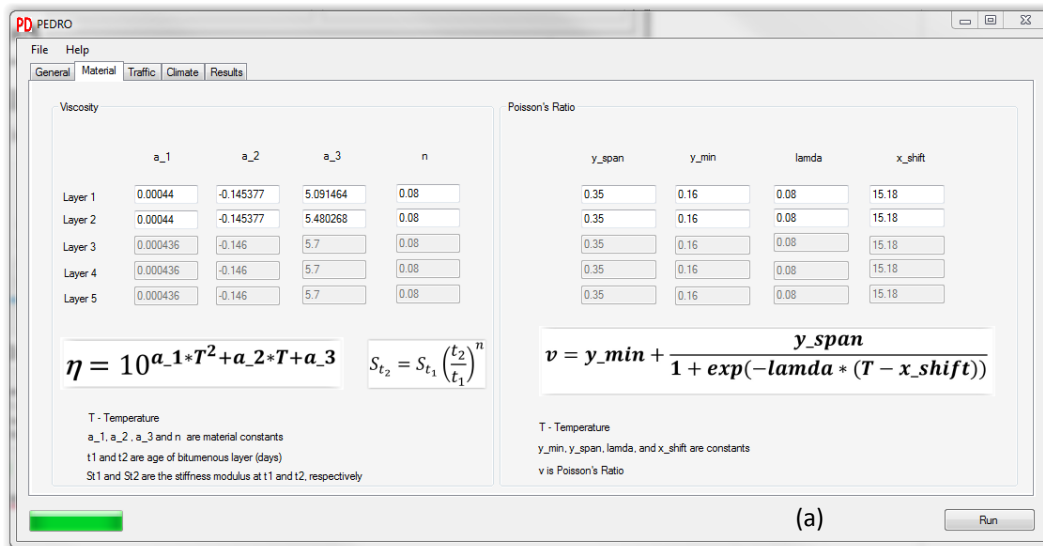 PD PEDRO
File Help
General Material Traffic Climate Results
Viscosity
a_1 a_2 a_3 n
Layer 1 0.00044 -0.145377 5.091464 0.08
Layer 2 0.00044 -0.145377 5.480268 0.08
Layer 3 0.000436 -0.146 5.7 0.08
Layer 4 0.000436 -0.146 5.7 0.08
Layer 5 0.000436 -0.146 5.7 0.08
η = 10^{a_1*T^2+a_2*T+a_3}
S_{t_2} = S_{t_1} (t_2/t_1)^n
T - Temperature
a_1, a_2 , a_3 and n are material constants
t1 and t2 are age of bitumenous layer (days)
St1 and St2 are the stiffness modulus at t1 and t2, respectively
Poisson's Ratio
y_span y_min lamda x_shift
0.35 0.16 0.08 15.18
0.35 0.16 0.08 15.18
0.35 0.16 0.08 15.18
0.35 0.16 0.08 15.18
0.35 0.16 0.08 15.18
v = y_min + y_span / (1 + exp(-lamda * (T - x_shift)))
T - Temperature
y_min, y_span, lamda, and x_shift are constants
v is Poisson's Ratio
(a)
Run